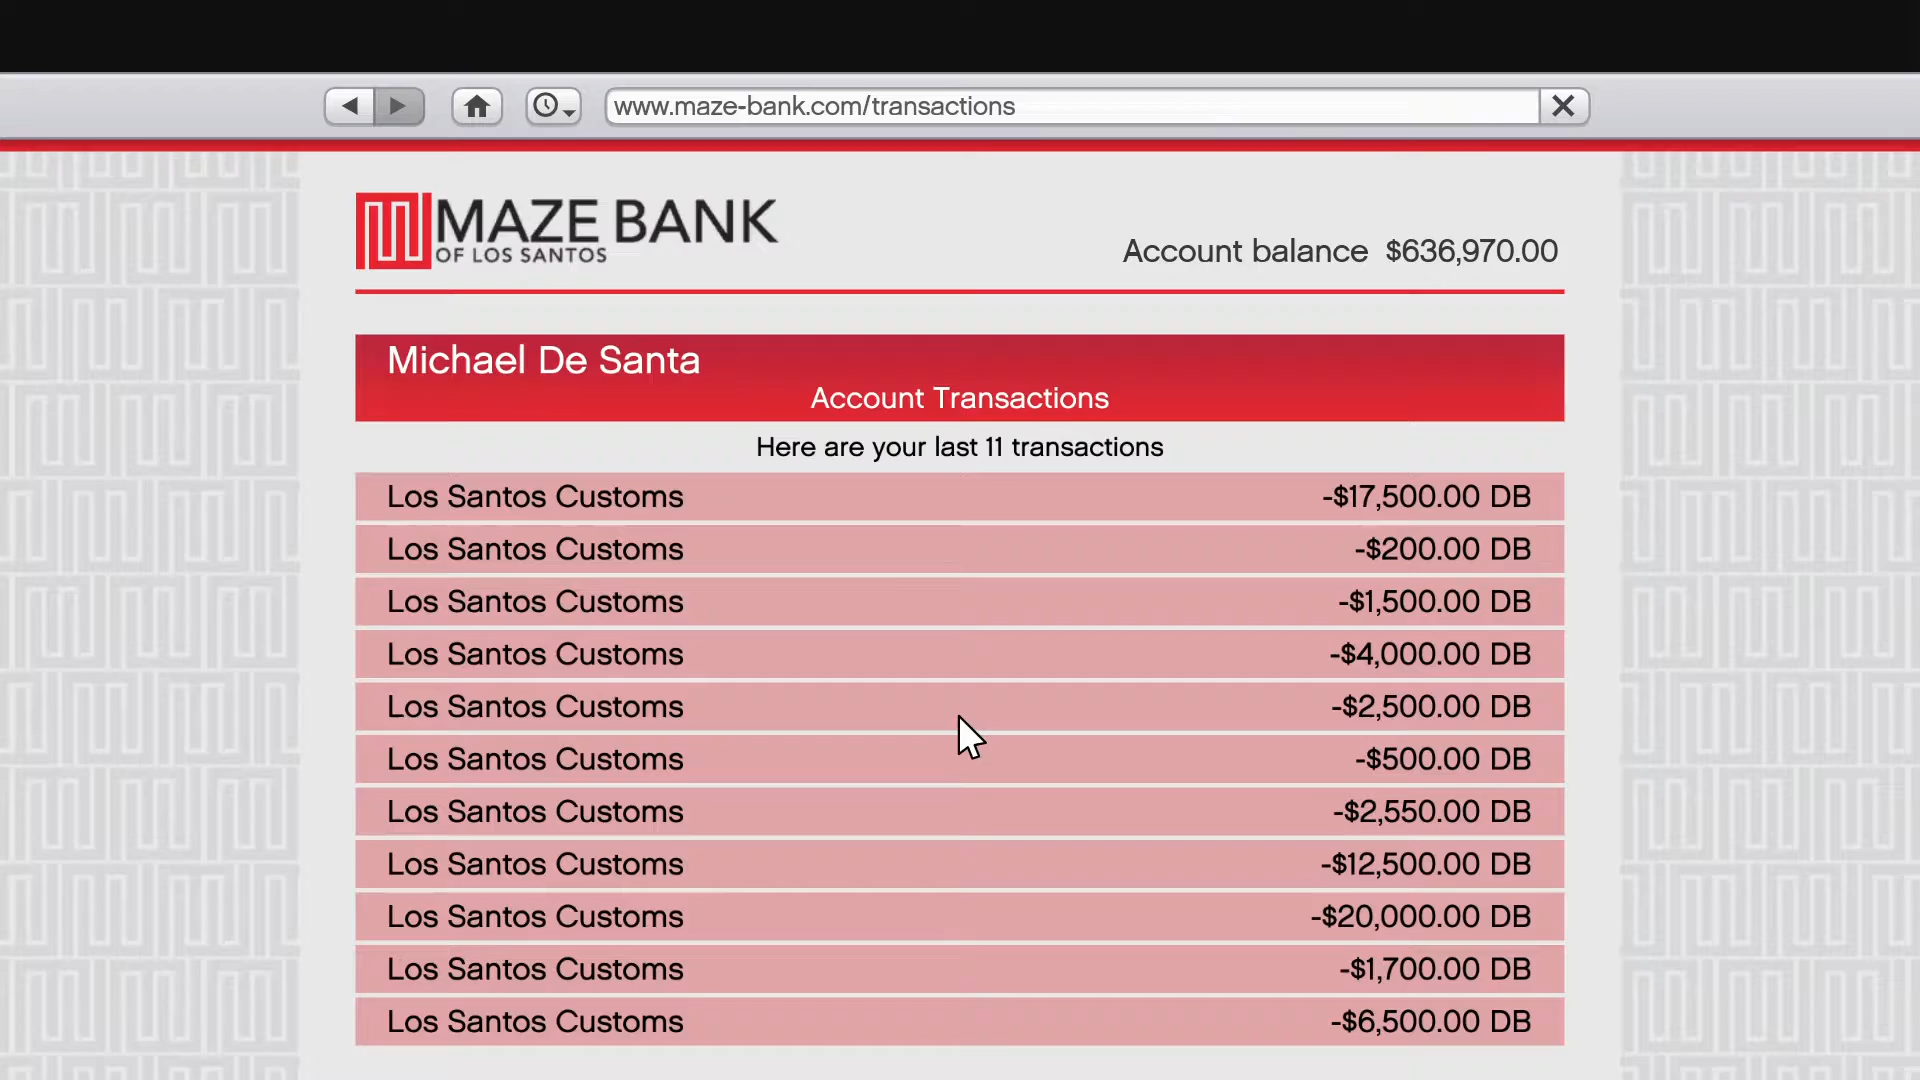 www.maze-bank.com/transactions
MAZE BANK
OF LOS SANTOS
Account balance $636,970.00
Michael De Santa
Account Transactions
Here are your last 11 transactions
Los Santos Customs -$17,500.00 DB
Los Santos Customs -$200.00 DB
Los Santos Customs -$1,500.00 DB
Los Santos Customs -$4,000.00 DB
Los Santos Customs -$2,500.00 DB
Los Santos Customs -$500.00 DB
Los Santos Customs -$2,550.00 DB
Los Santos Customs -$12,500.00 DB
Los Santos Customs -$20,000.00 DB
Los Santos Customs -$1,700.00 DB
Los Santos Customs -$6,500.00 DB